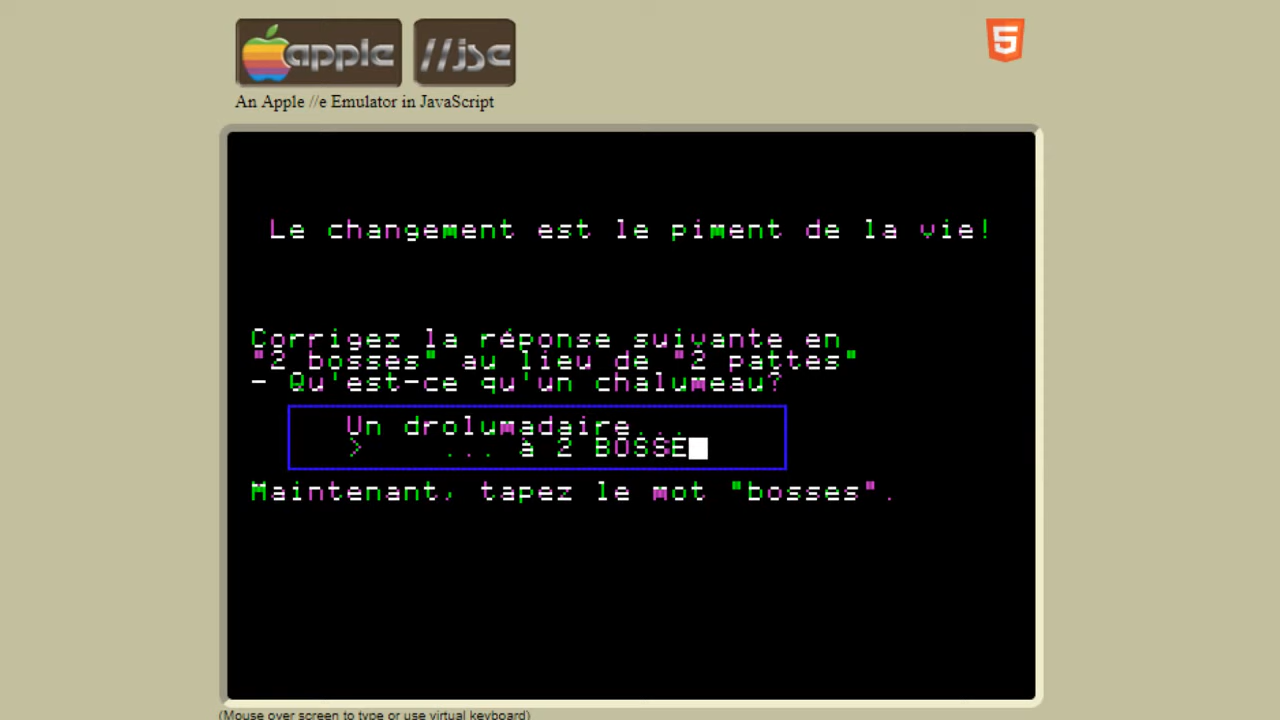 apple //jse
5
An Apple //e Emulator in JavaScript
Le changement est le piment de la vie!
Corrigez la réponse suivante en
"2 bosses" au lieu de "2 pattes"
- Qu'est-ce qu'un chalumeau?
Un drolumadaire...
> ... à 2 BOSSE
Maintenant, tapez le mot "bosses".
(Mouse over screen to type or use virtual keyboard)